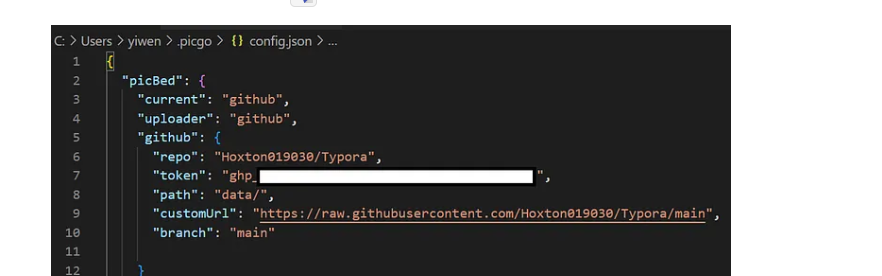 C: > Users > yiwen > .picgo > {} config.json > ...
1 {
2 "picBed": {
3 "current": "github",
4 "uploader": "github",
5 "github": {
6 "repo": "Hoxton019030/Typora",
7 "token": "ghp_ ",
8 "path": "data/",
9 "customUrl": "https://raw.githubusercontent.com/Hoxton019030/Typora/main",
10 "branch": "main"
11
12 }